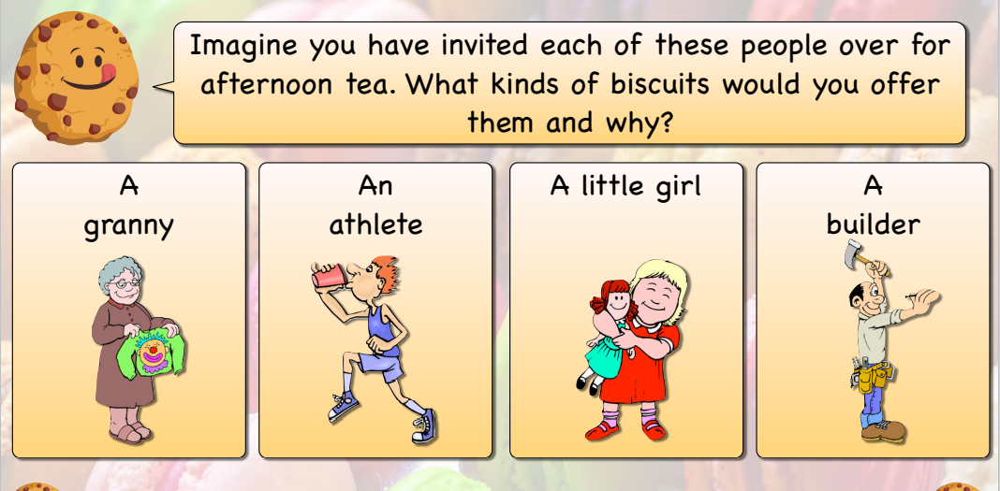 Imagine you have invited each of these people over for
afternoon tea. What kinds of biscuits would you offer
them and why?
A
granny
An
athlete
A little girl
A
builder